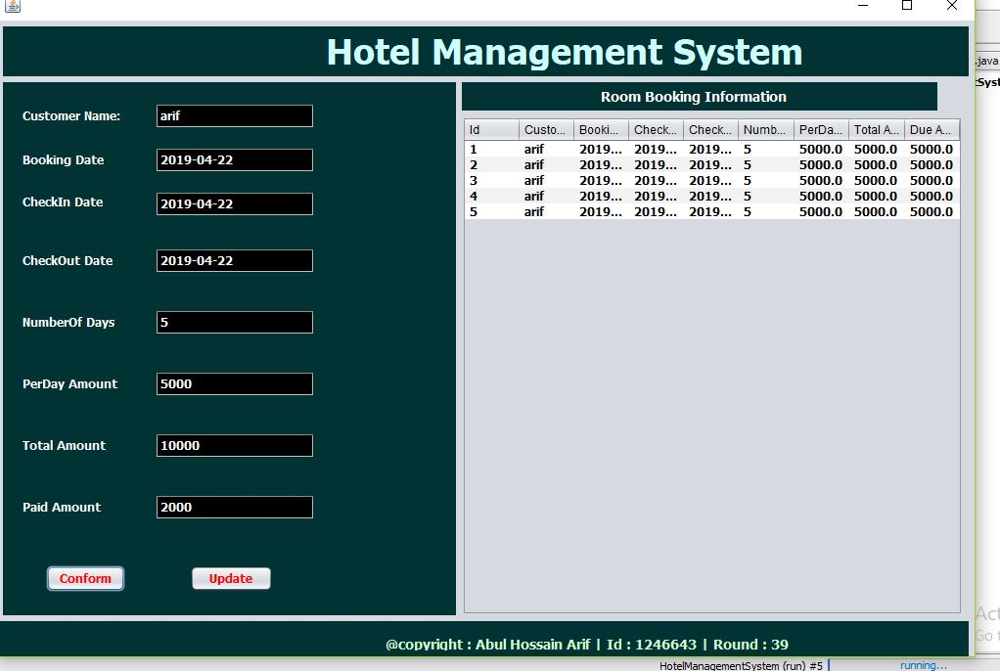 Hotel Management System
.java
Room Booking Information
Customer Name: arif
Booking Date 2019-04-22
CheckIn Date 2019-04-22
CheckOut Date 2019-04-22
NumberOf Days 5
PerDay Amount 5000
Total Amount 10000
Paid Amount 2000
Conform Update
Id Custo... Booki... Check... Check... Numb... PerDa... Total A... Due A...
1 arif 2019... 2019... 2019... 5 5000.0 5000.0 5000.0
2 arif 2019... 2019... 2019... 5 5000.0 5000.0 5000.0
3 arif 2019... 2019... 2019... 5 5000.0 5000.0 5000.0
4 arif 2019... 2019... 2019... 5 5000.0 5000.0 5000.0
5 arif 2019... 2019... 2019... 5 5000.0 5000.0 5000.0
@copyright : Abul Hossain Arif | Id : 1246643 | Round : 39
HotelManagementSystem (run) #5 running...